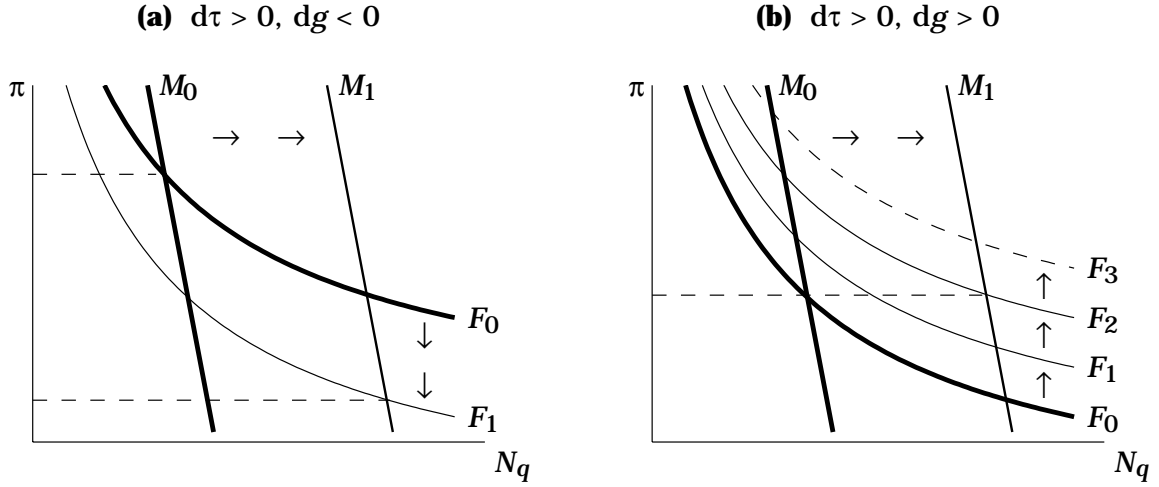 (a) dτ > 0, dg < 0
π
M0
M1
→ →
F0
↓
↓
F1
Nq
(b) dτ > 0, dg > 0
π
M0
M1
→ →
F3
↑
F2
↑
F1
↑
F0
Nq